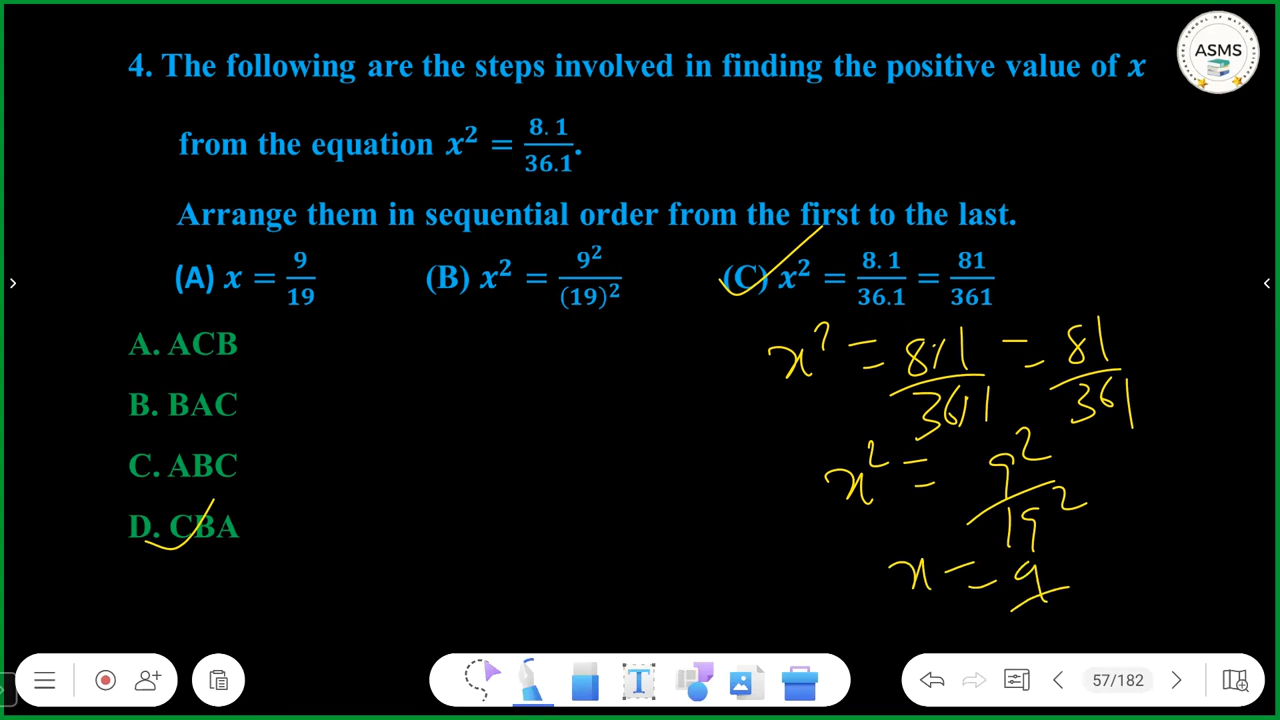 SCHOOL OF MATHS
ASMS
4. The following are the steps involved in finding the positive value of x
from the equation x² = 8.1/36.1.
Arrange them in sequential order from the first to the last.
(A) x = 9/19 (B) x² = 9²/(19)² (C) x² = 8.1/36.1 = 81/361
A. ACB
B. BAC
C. ABC
D. CBA
x² = 8.1/36.1 = 81/361
x² = 9²/19²
x = 9
57/182